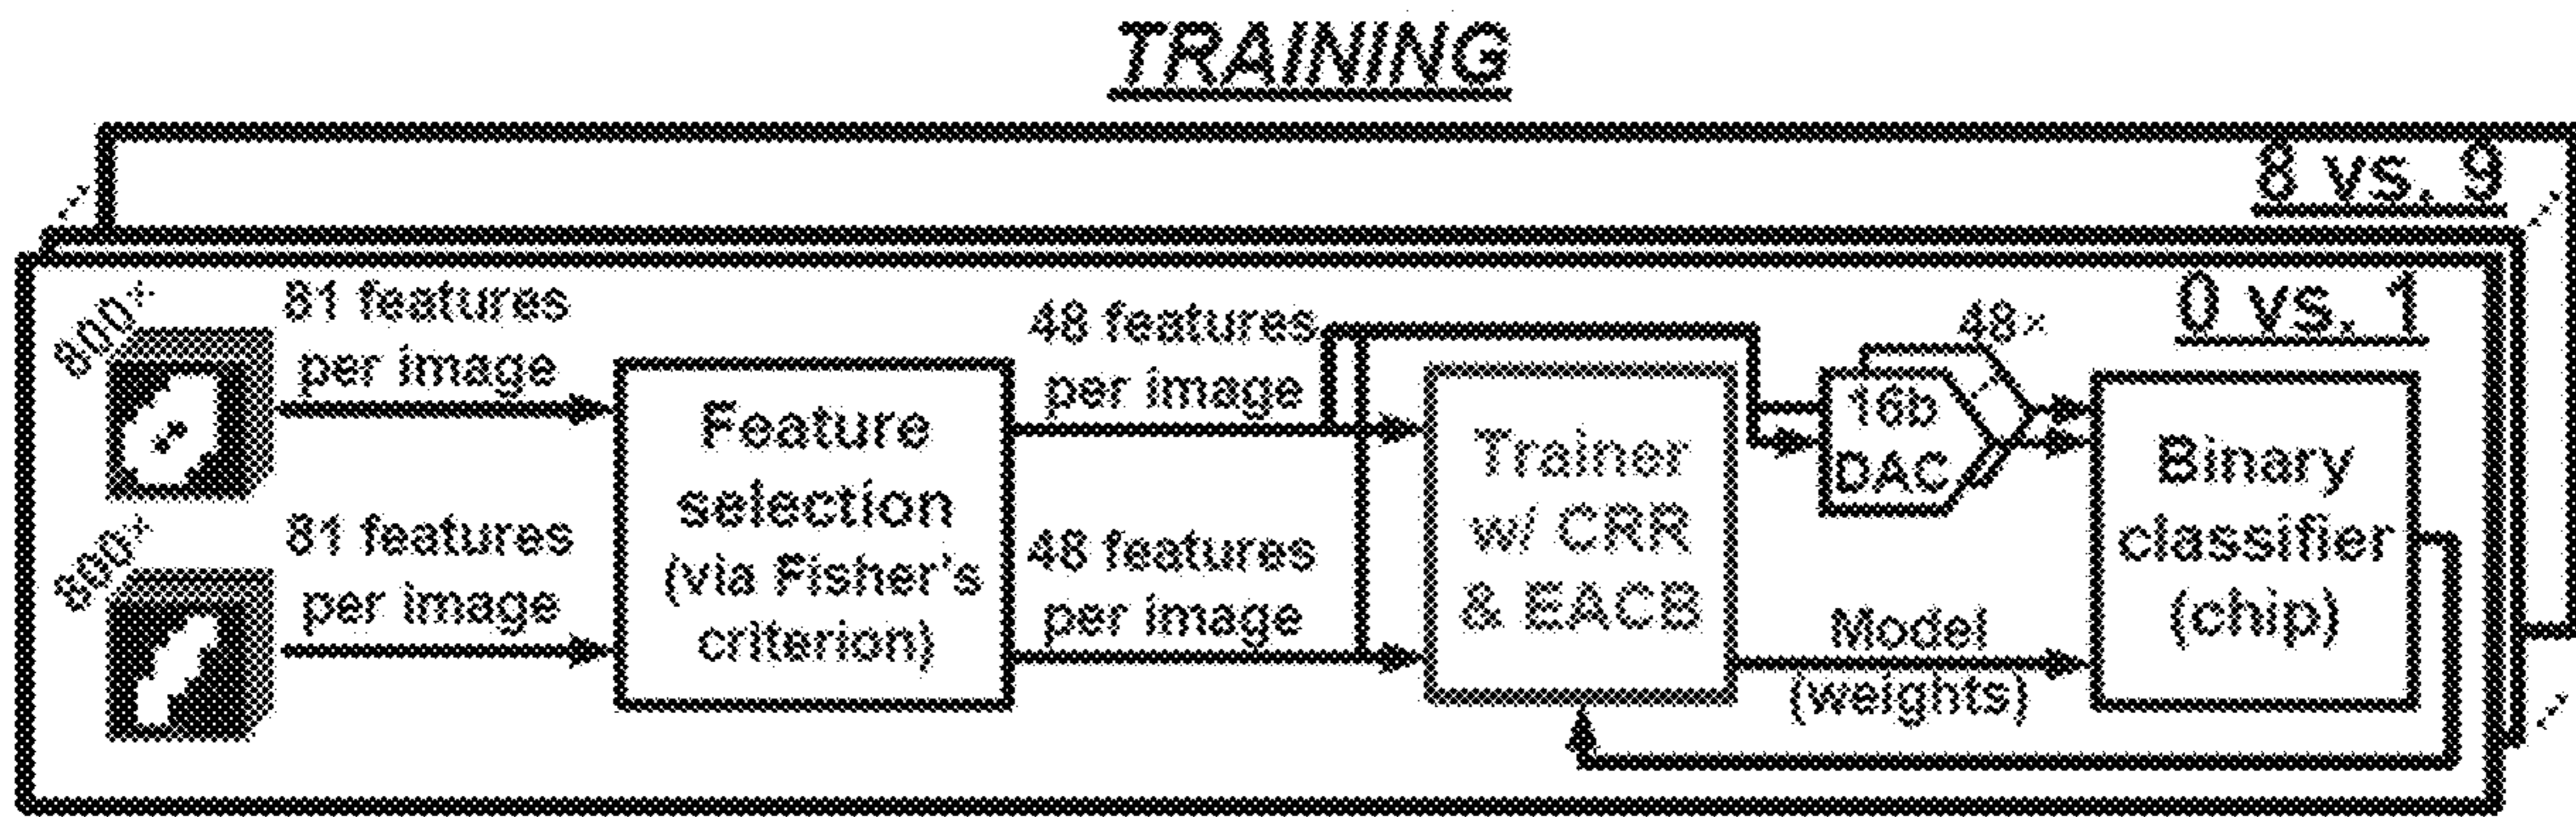 TRAINING
8 vs. 9
0 vs. 1
800×
81 features
per image
800×
81 features
per image
Feature
selection
(via Fisher's
criterion)
48 features
per image
48 features
per image
Trainer
w/ CRR
& EACB
48×
16b
DAC
Model
(weights)
Binary
classifier
(chip)